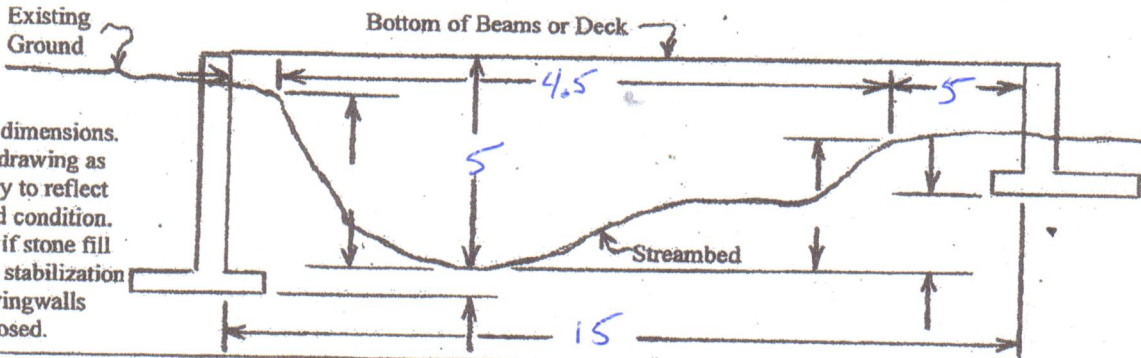 Existing
Ground
Bottom of Beams or Deck
4.5
5
dimensions.
drawing as
5
y to reflect
d condition.
if stone fill
Streambed
stabilization
ingwalls
osed.
15